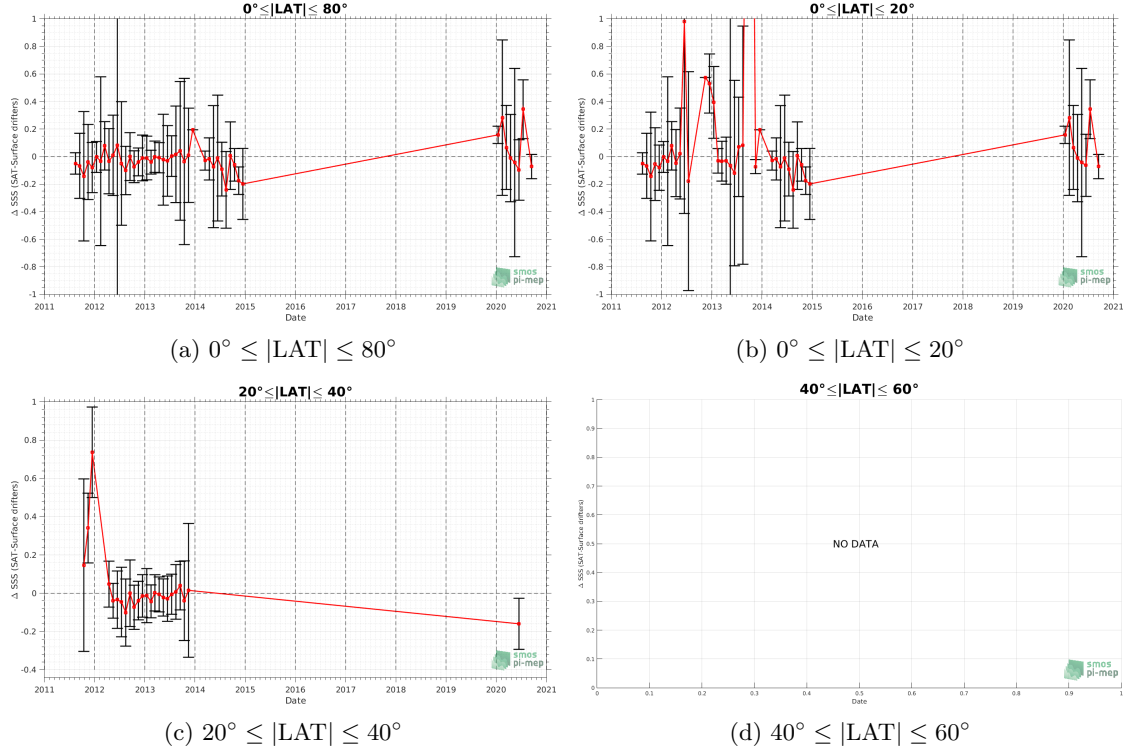 0°≤|LAT|≤ 80°
1
0.8
0.6
0.4
0.2
0
-0.2
-0.4
-0.6
-0.8
-1
Δ SSS (SAT-Surface drifters)
2011 2012 2013 2014 2015 2016 2017 2018 2019 2020 2021
Date
smos
pi-mep
(a) 0° ≤ |LAT| ≤ 80°
0°≤|LAT|≤ 20°
1
0.8
0.6
0.4
0.2
0
-0.2
-0.4
-0.6
-0.8
-1
Δ SSS (SAT-Surface drifters)
2011 2012 2013 2014 2015 2016 2017 2018 2019 2020 2021
Date
smos
pi-mep
(b) 0° ≤ |LAT| ≤ 20°
20°≤|LAT|≤ 40°
1
0.8
0.6
0.4
0.2
0
-0.2
-0.4
Δ SSS (SAT-Surface drifters)
2011 2012 2013 2014 2015 2016 2017 2018 2019 2020 2021
Date
smos
pi-mep
(c) 20° ≤ |LAT| ≤ 40°
40°≤|LAT|≤ 60°
1
0.9
0.8
0.7
0.6
0.5
0.4
0.3
0.2
0.1
0
Δ SSS (SAT-Surface drifters)
NO DATA
0 0.1 0.2 0.3 0.4 0.5 0.6 0.7 0.8 0.9 1
Date
smos
pi-mep
(d) 40° ≤ |LAT| ≤ 60°